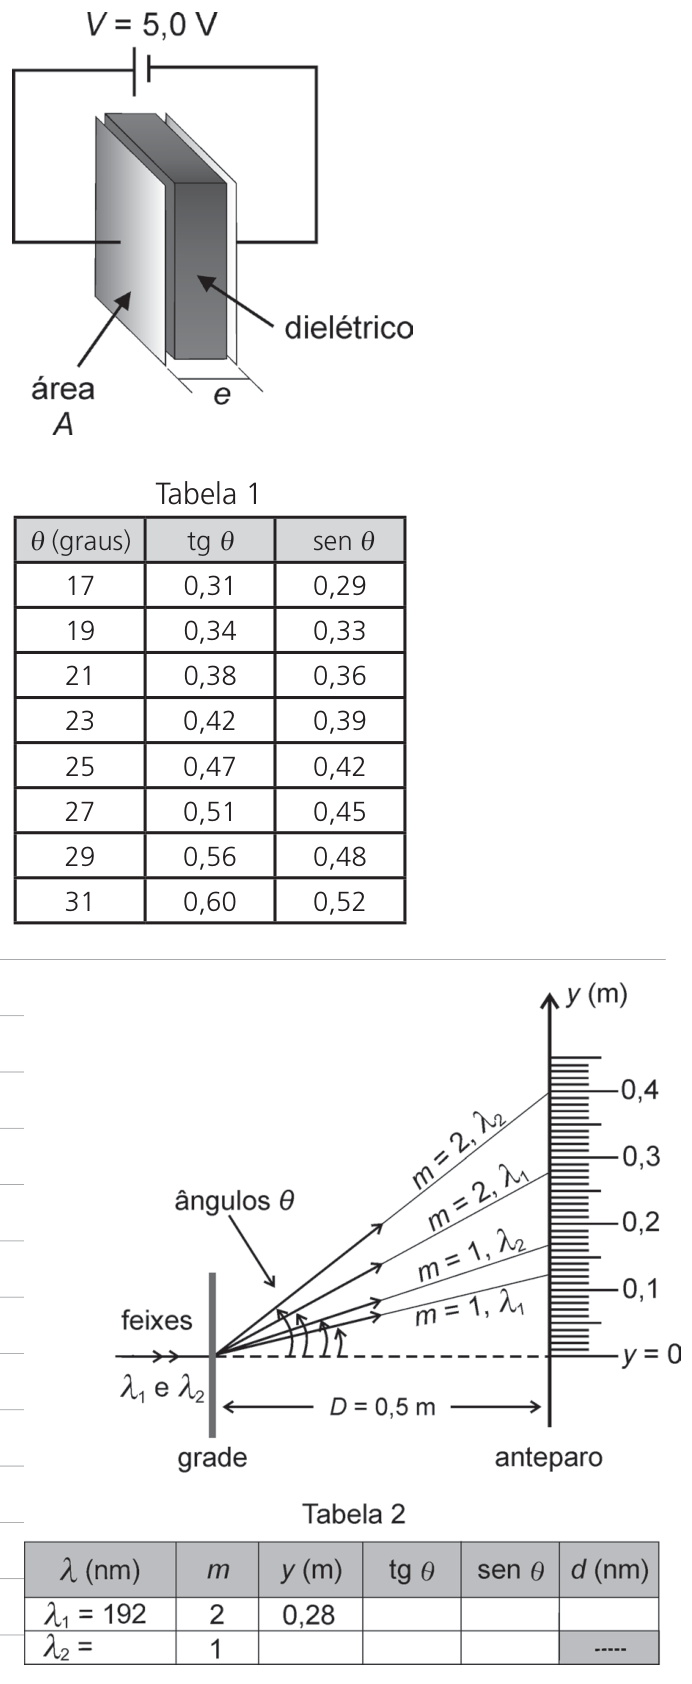 V = 5,0 V
dielétrico
área
A
e
Tabela 1
θ (graus) tg θ sen θ
17 0,31 0,29
19 0,34 0,33
21 0,38 0,36
23 0,42 0,39
25 0,47 0,42
27 0,51 0,45
29 0,56 0,48
31 0,60 0,52
y (m)
0,4
m = 2, λ₂
0,3
m = 2, λ₁
ângulos θ
0,2
m = 1, λ₂
0,1
m = 1, λ₁
feixes
y = 0
λ₁ e λ₂
D = 0,5 m
grade anteparo
Tabela 2
λ (nm) m y (m) tg θ sen θ d (nm)
λ₁ = 192 2 0,28
λ₂ = 1 -----